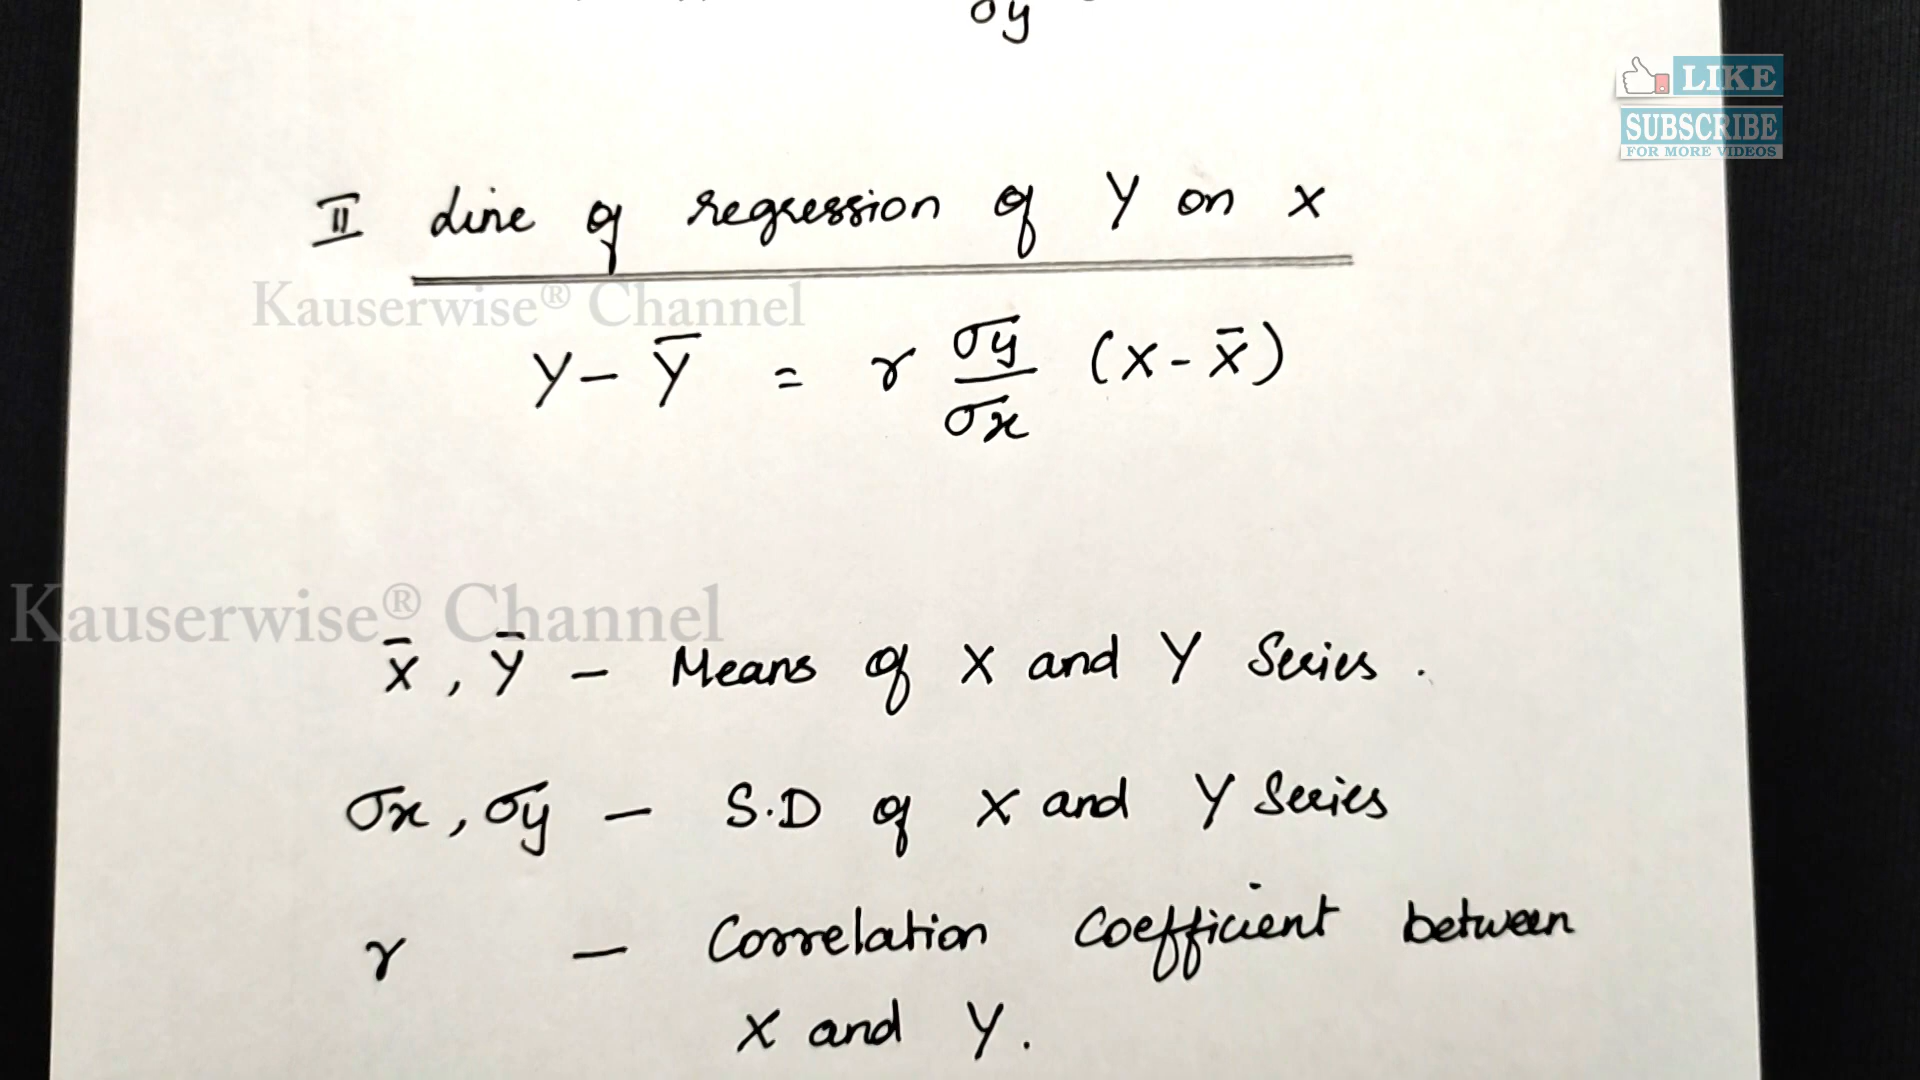 σy
LIKE
SUBSCRIBE
FOR MORE VIDEOS
II Line of regression of Y on X
Kauserwise® Channel
Y - Ȳ = r σy/σx (X - X̄)
Kauserwise® Channel
X̄, Ȳ - Means of X and Y Series.
σx, σy - S.D of X and Y Series
r - Correlation Coefficient between
X and Y.